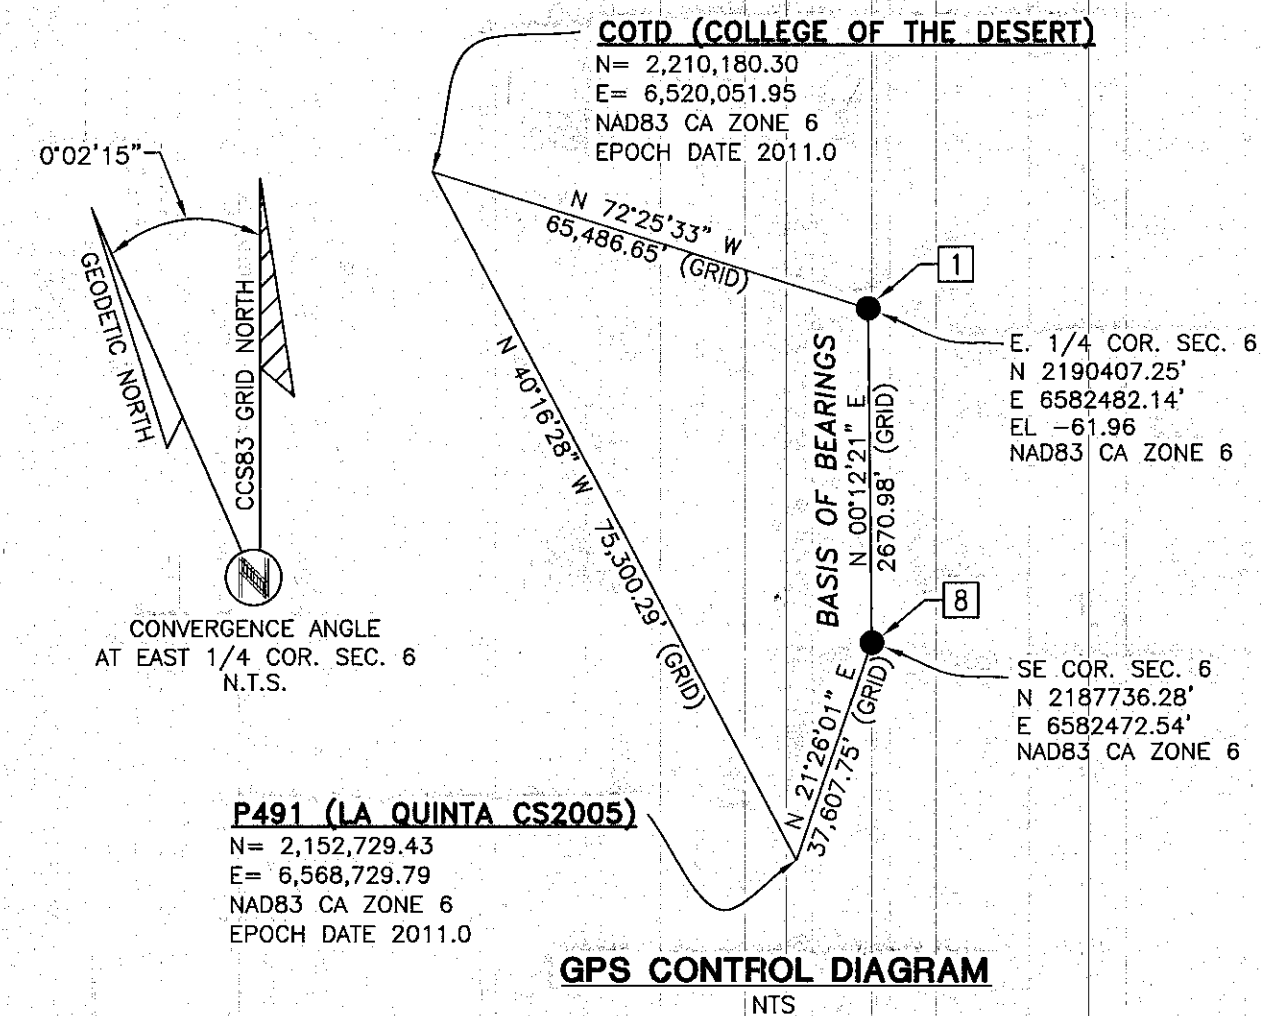 COTD (COLLEGE OF THE DESERT)
N= 2,210,180.30
E= 6,520,051.95
NAD83 CA ZONE 6
EPOCH DATE 2011.0
0°02'15"
GEODETIC NORTH
CCS83 GRID NORTH
N
CONVERGENCE ANGLE
AT EAST 1/4 COR. SEC. 6
N.T.S.
N 72°25'33" W
65,486.65' (GRID)
1
E. 1/4 COR. SEC. 6
N 2190407.25'
E 6582482.14'
EL -61.96
NAD83 CA ZONE 6
N 40°16'28" W 75,300.29' (GRID)
BASIS OF BEARINGS
N 00°12'21" E
2670.98' (GRID)
8
SE COR. SEC. 6
N 2187736.28'
E 6582472.54'
NAD83 CA ZONE 6
N 21°26'01" E
37,607.75' (GRID)
P491 (LA QUINTA CS2005)
N= 2,152,729.43
E= 6,568,729.79
NAD83 CA ZONE 6
EPOCH DATE 2011.0
GPS CONTROL DIAGRAM
NTS